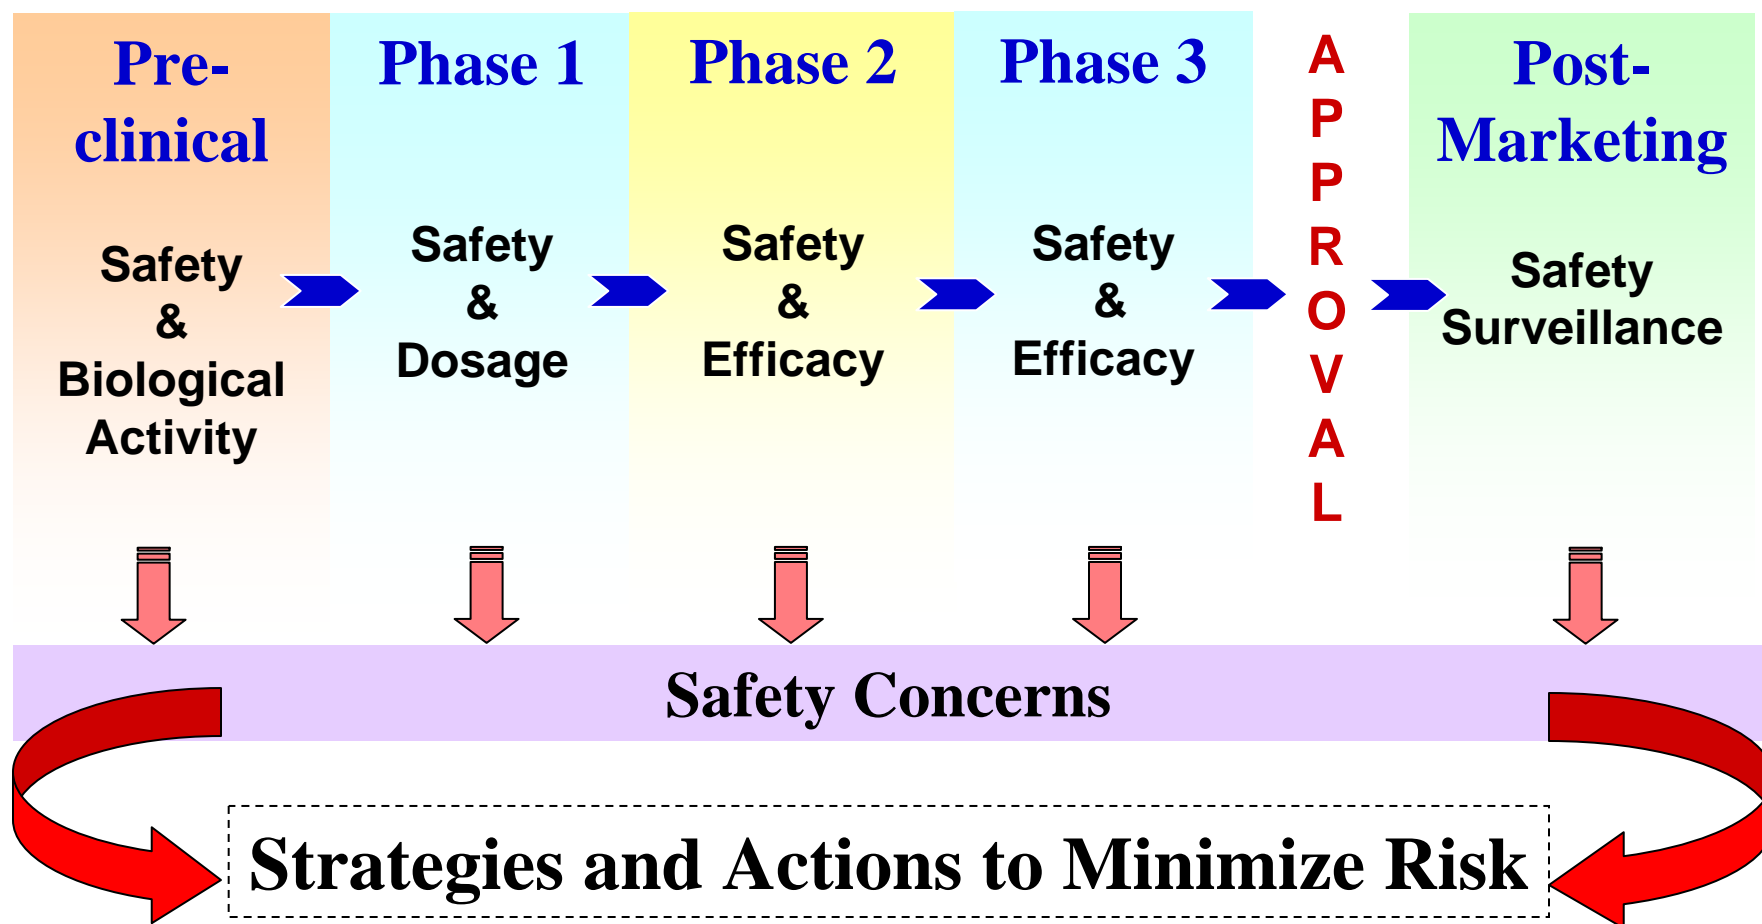 Pre-
clinical
Safety
&
Biological
Activity
Phase 1
Safety
&
Dosage
Phase 2
Safety
&
Efficacy
Phase 3
Safety
&
Efficacy
A
P
P
R
O
V
A
L
Post-
Marketing
Safety
Surveillance
Safety Concerns
Strategies and Actions to Minimize Risk